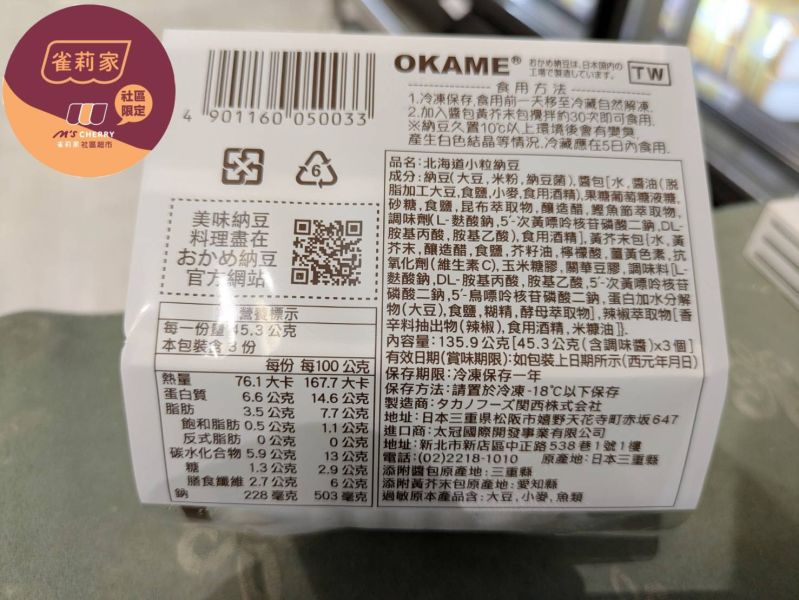 雀莉家
社區
限定
M'S CHERRY
雀莉家 社區超市
4 901160 050033
6
美味納豆
料理盡在
おかめ納豆
官方網站
OKAME®
おかめ納豆は、日本国内の
工場で製造しています。
TW
食用方法
1.冷凍保存,食用前一天移至冷藏自然解凍.
2.加入醬包黃芥末包攪拌約30次即可食用.
※納豆久置10℃以上環境後會有變臭,
產生白色結晶等情況,冷藏應在5日內食用.
品名:北海道小粒納豆
成分:納豆(大豆,米粉,納豆菌),醬包[水,醬油(脫
脂加工大豆,食鹽,小麥,食用酒精),果糖葡萄糖液糖,
砂糖,食鹽,昆布萃取物,釀造醋,鰹魚節萃取物,
調味劑(L-麩酸鈉,5'-次黃嘌呤核苷磷酸二鈉,DL-
胺基丙酸,胺基乙酸),食用酒精],黃芥末包[水,黃
芥末,釀造醋,食鹽,芥籽油,檸檬酸,薑黃色素,抗
氧化劑(維生素C),玉米糖膠,關華豆膠,調味料[L-
麩酸鈉,DL-胺基丙酸,胺基乙酸,5'-次黃嘌呤核苷
磷酸二鈉,5'-鳥嘌呤核苷磷酸二鈉,蛋白加水分解
物(大豆),食鹽,糊精,酵母萃取物],辣椒萃取物[香
辛料抽出物(辣椒),食用酒精,米糠油]}.
內容量:135.9公克[45.3公克(含調味醬)x3個]
有效日期(賞味期限):如包裝上日期所示(西元年月日)
保存期限:冷凍保存一年
保存方法:請置於冷凍-18℃以下保存
製造商:タカノフーズ関西株式会社
地址:日本三重県松阪市嬉野天花寺町赤坂647
進口商:太冠國際開發事業有限公司
地址:新北市新店區中正路538巷1號1樓
電話:(02)2218-1010 原產地:日本三重縣
添附醬包原產地:三重縣
添附黃芥末包原產地:愛知縣
過敏原本產品含:大豆,小麥,魚類
營養標示
每一份量 45.3 公克
本包裝含 3 份
每份 每100公克
熱量 76.1 大卡 167.7 大卡
蛋白質 6.6 公克 14.6 公克
脂肪 3.5 公克 7.7 公克
飽和脂肪 0.5 公克 1.1 公克
反式脂肪 0 公克 0 公克
碳水化合物 5.9 公克 13 公克
糖 1.3 公克 2.9 公克
膳食纖維 2.7 公克 6 公克
鈉 228 毫克 503 毫克